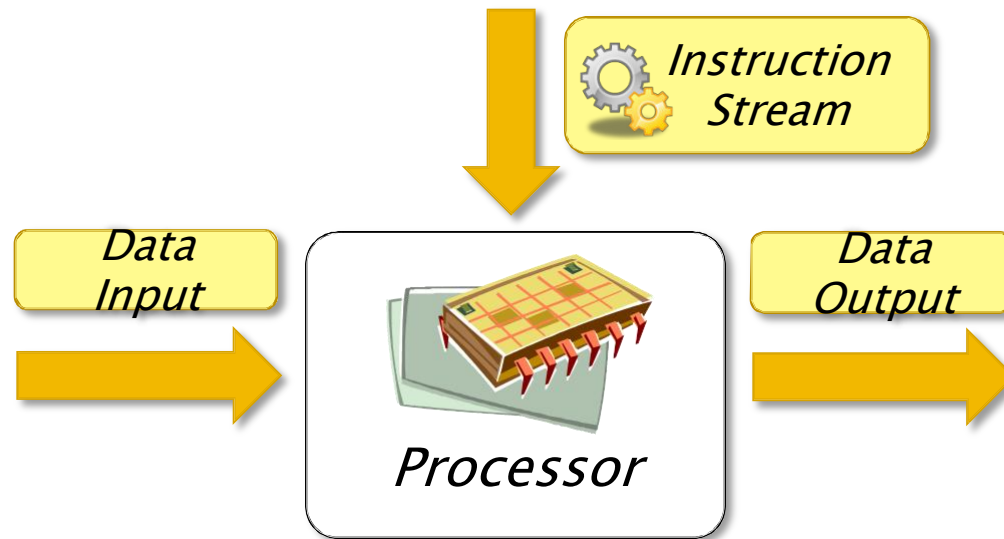 Instruction
Stream
Data
Input
Data
Output
Processor